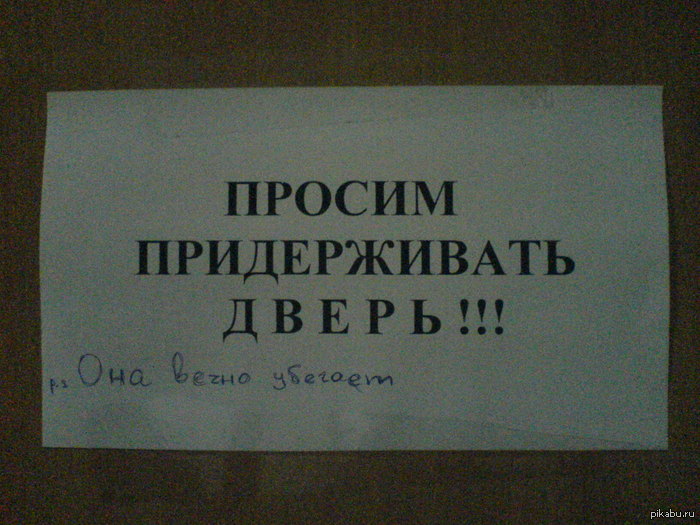 ПРОСИМ
ПРИДЕРЖИВАТЬ
ДВЕРЬ!!!
p.s Она вечно убегает
pikabu.ru